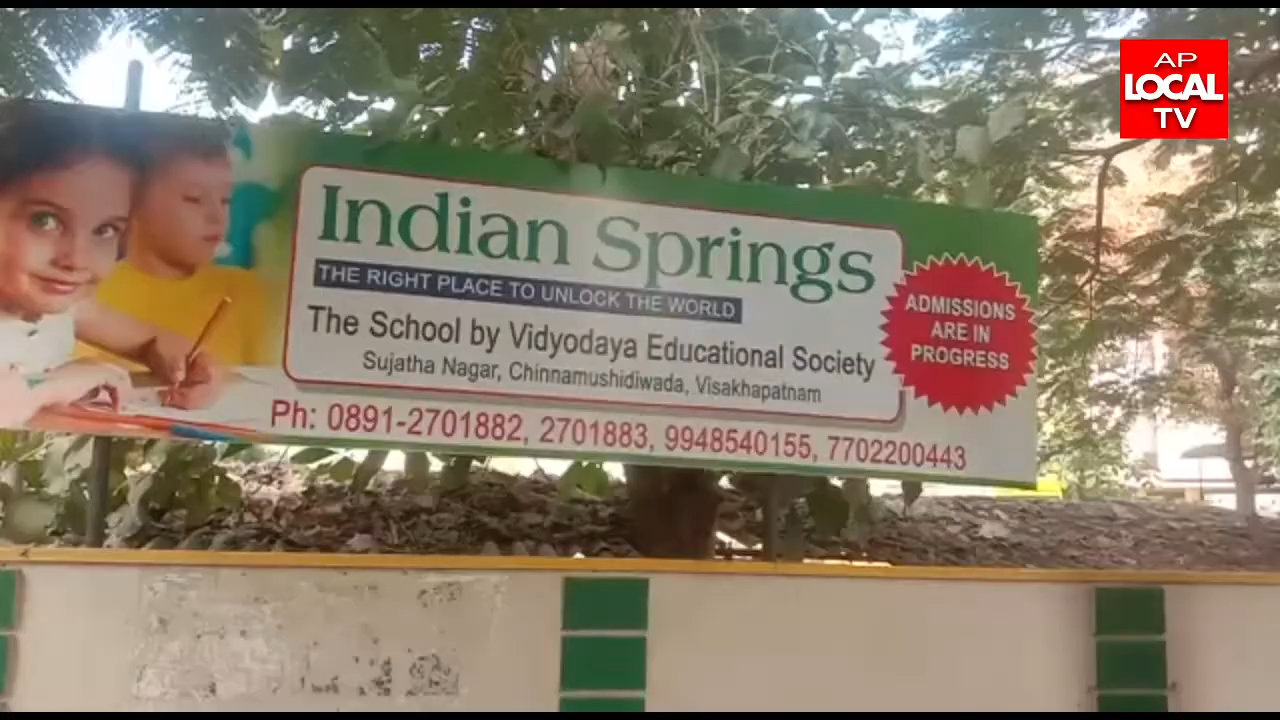 AP
LOCAL
TV
Indian Springs
THE RIGHT PLACE TO UNLOCK THE WORLD
The School by Vidyodaya Educational Society
Sujatha Nagar, Chinnamushidiwada, Visakhapatnam
ADMISSIONS
ARE IN
PROGRESS
Ph: 0891-2701882, 2701883, 9948540155, 7702200443